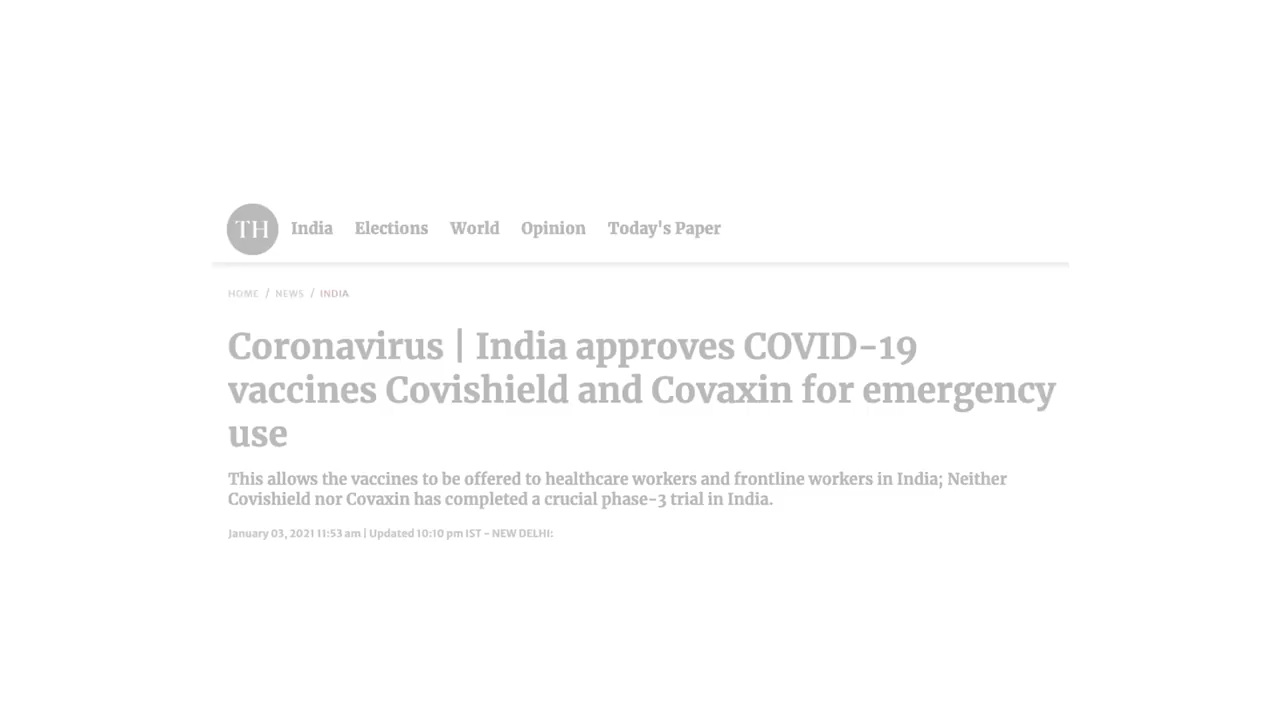 TH India Elections World Opinion Today's Paper
HOME / NEWS / INDIA
Coronavirus | India approves COVID-19
vaccines Covishield and Covaxin for emergency
use
This allows the vaccines to be offered to healthcare workers and frontline workers in India; Neither
Covishield nor Covaxin has completed a crucial phase-3 trial in India.
January 03, 2021 11:53 am | Updated 10:10 pm IST - NEW DELHI: